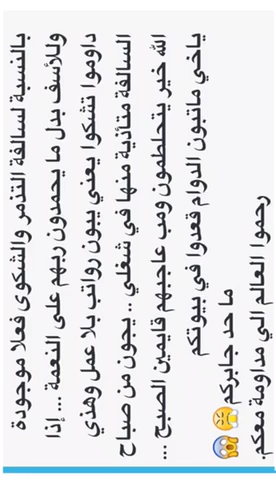 بالنسبة لسالفة التذمر والشكوى فعلا موجودة
وللأسف بدل ما يحمدون ربهم على النعمة ... إذا
داوموا تشكوا يعني يبون رواتب بلا عمل وهذي
السالفة متأذية منها في شغلي .. يجون من صباح
الله خير يتحلطمون ومب عاجبهم قايمين الصبح ...
ياخي ماتبون الدوام قعدوا في بيوتكم
ما حد جابركم 😤😱
رحموا العالم الي مداومة معكم.